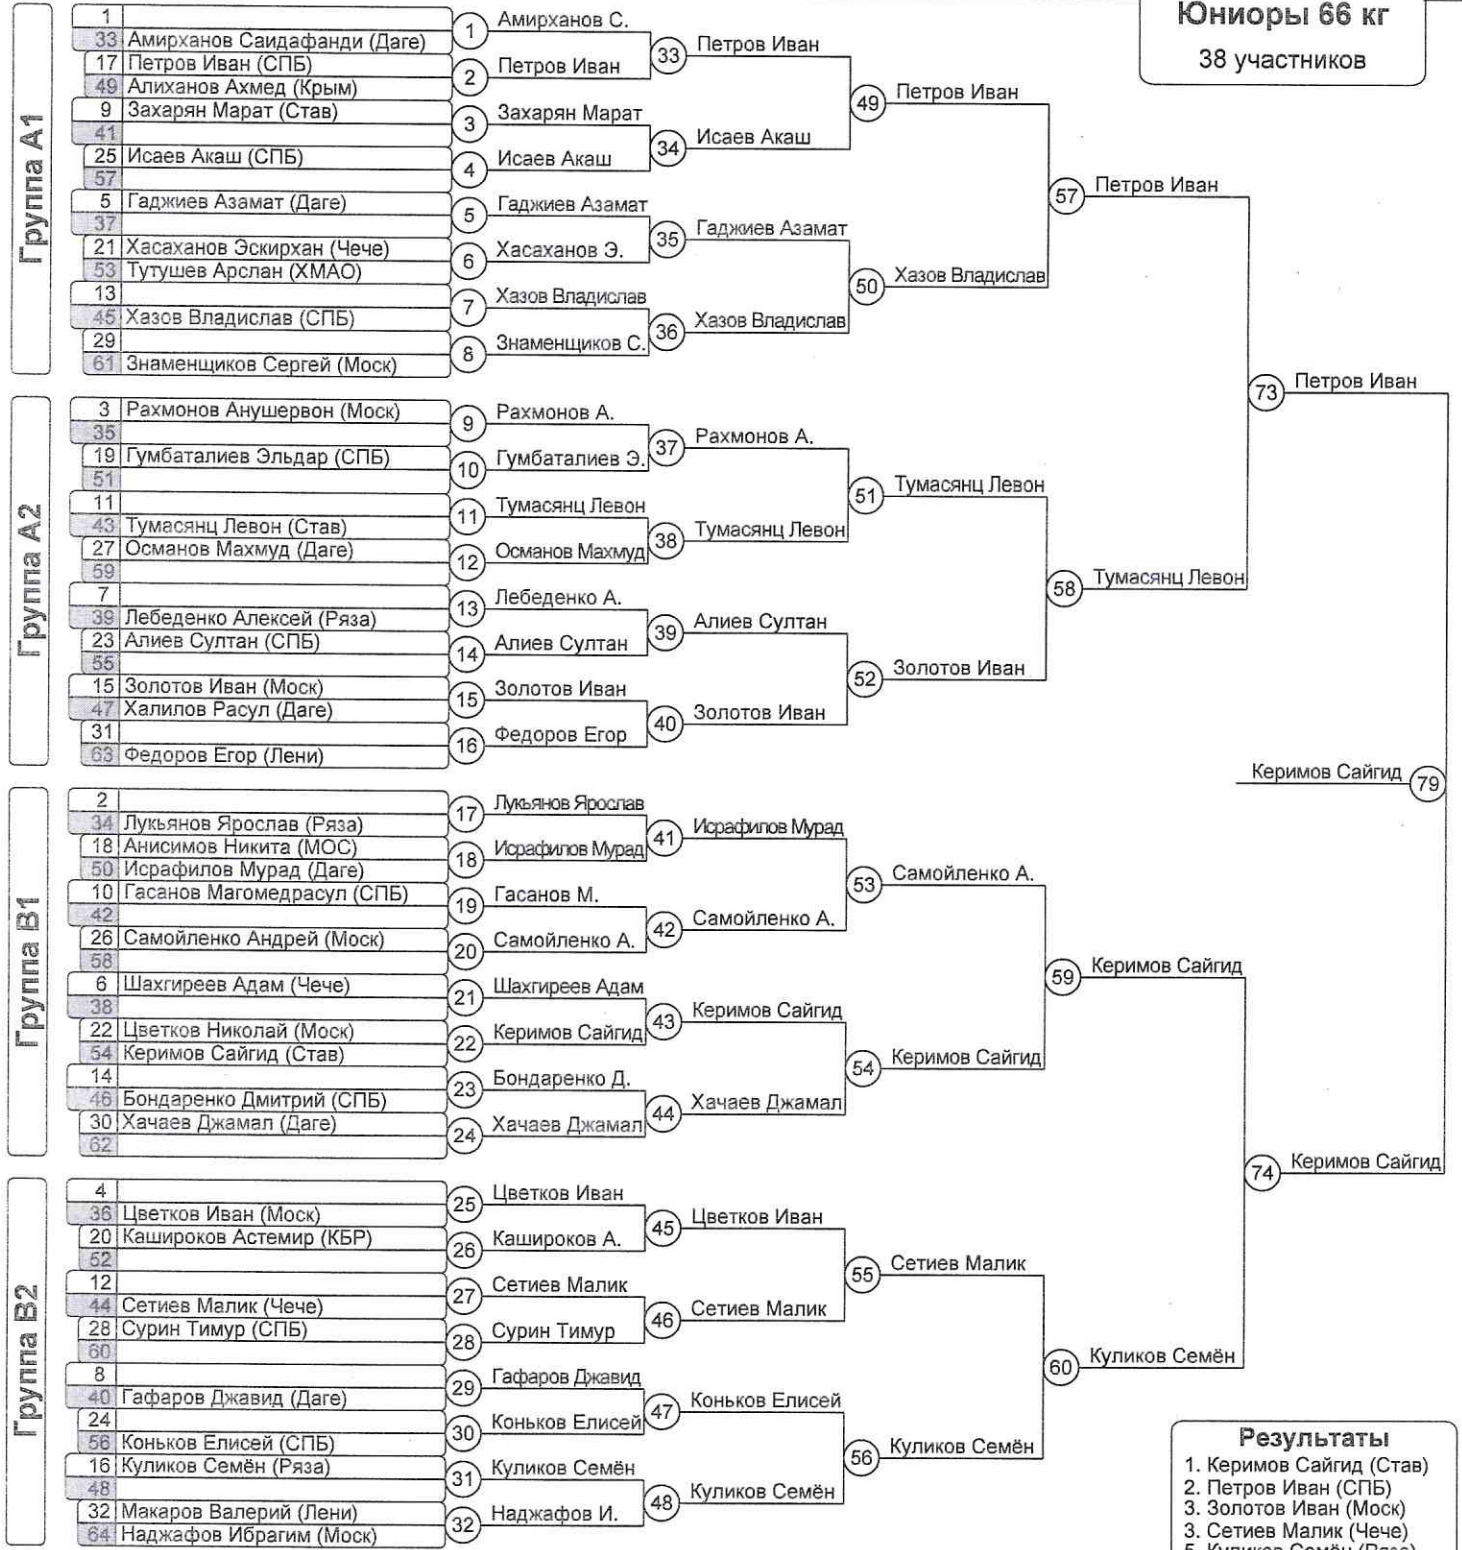 Юниоры 66 кг
38 участников
Группа A1
1
33 Амирханов Саидафанди (Даге)
17 Петров Иван (СПБ)
49 Алиханов Ахмед (Крым)
9 Захарян Марат (Став)
41
25 Исаев Акаш (СПБ)
57
5 Гаджиев Азамат (Даге)
37
21 Хасаханов Эскирхан (Чече)
53 Тутушев Арслан (ХМАО)
13
45 Хазов Владислав (СПБ)
29
61 Знаменщиков Сергей (Моск)
1 Амирханов С.
2 Петров Иван
3 Захарян Марат
4 Исаев Акаш
5 Гаджиев Азамат
6 Хасаханов Э.
7 Хазов Владислав
8 Знаменщиков С.
33 Петров Иван
34 Исаев Акаш
35 Гаджиев Азамат
36 Хазов Владислав
49 Петров Иван
50 Хазов Владислав
57 Петров Иван
Группа A2
3 Рахмонов Анушервон (Моск)
35
19 Гумбаталиев Эльдар (СПБ)
51
11
43 Тумасянц Левон (Став)
27 Османов Махмуд (Даге)
59
7
39 Лебеденко Алексей (Ряза)
23 Алиев Султан (СПБ)
55
15 Золотов Иван (Моск)
47 Халилов Расул (Даге)
31
63 Федоров Егор (Лени)
9 Рахмонов А.
10 Гумбаталиев Э.
11 Тумасянц Левон
12 Османов Махмуд
13 Лебеденко А.
14 Алиев Султан
15 Золотов Иван
16 Федоров Егор
37 Рахмонов А.
38 Тумасянц Левон
39 Алиев Султан
40 Золотов Иван
51 Тумасянц Левон
52 Золотов Иван
58 Тумасянц Левон
73 Петров Иван
Группа B1
2
34 Лукьянов Ярослав (Ряза)
18 Анисимов Никита (МОС)
50 Исрафилов Мурад (Даге)
10 Гасанов Магомедрасул (СПБ)
42
26 Самойленко Андрей (Моск)
58
6 Шахгиреев Адам (Чече)
38
22 Цветков Николай (Моск)
54 Керимов Сайгид (Став)
14
46 Бондаренко Дмитрий (СПБ)
30 Хачаев Джамал (Даге)
62
17 Лукьянов Ярослав
18 Исрафилов Мурад
19 Гасанов М.
20 Самойленко А.
21 Шахгиреев Адам
22 Керимов Сайгид
23 Бондаренко Д.
24 Хачаев Джамал
41 Исрафилов Мурад
42 Самойленко А.
43 Керимов Сайгид
44 Хачаев Джамал
53 Самойленко А.
54 Керимов Сайгид
59 Керимов Сайгид
Группа B2
4
36 Цветков Иван (Моск)
20 Кашироков Астемир (КБР)
52
12
44 Сетиев Малик (Чече)
28 Сурин Тимур (СПБ)
60
8
40 Гафаров Джавид (Даге)
24
56 Коньков Елисей (СПБ)
16 Куликов Семён (Ряза)
48
32 Макаров Валерий (Лени)
64 Наджафов Ибрагим (Моск)
25 Цветков Иван
26 Кашироков А.
27 Сетиев Малик
28 Сурин Тимур
29 Гафаров Джавид
30 Коньков Елисей
31 Куликов Семён
32 Наджафов И.
45 Цветков Иван
46 Сетиев Малик
47 Коньков Елисей
48 Куликов Семён
55 Сетиев Малик
56 Куликов Семён
60 Куликов Семён
74 Керимов Сайгид
Керимов Сайгид 79
Результаты
1. Керимов Сайгид (Став)
2. Петров Иван (СПБ)
3. Золотов Иван (Моск)
3. Сетиев Малик (Чече)
5. Куликов Семён (Ряза)